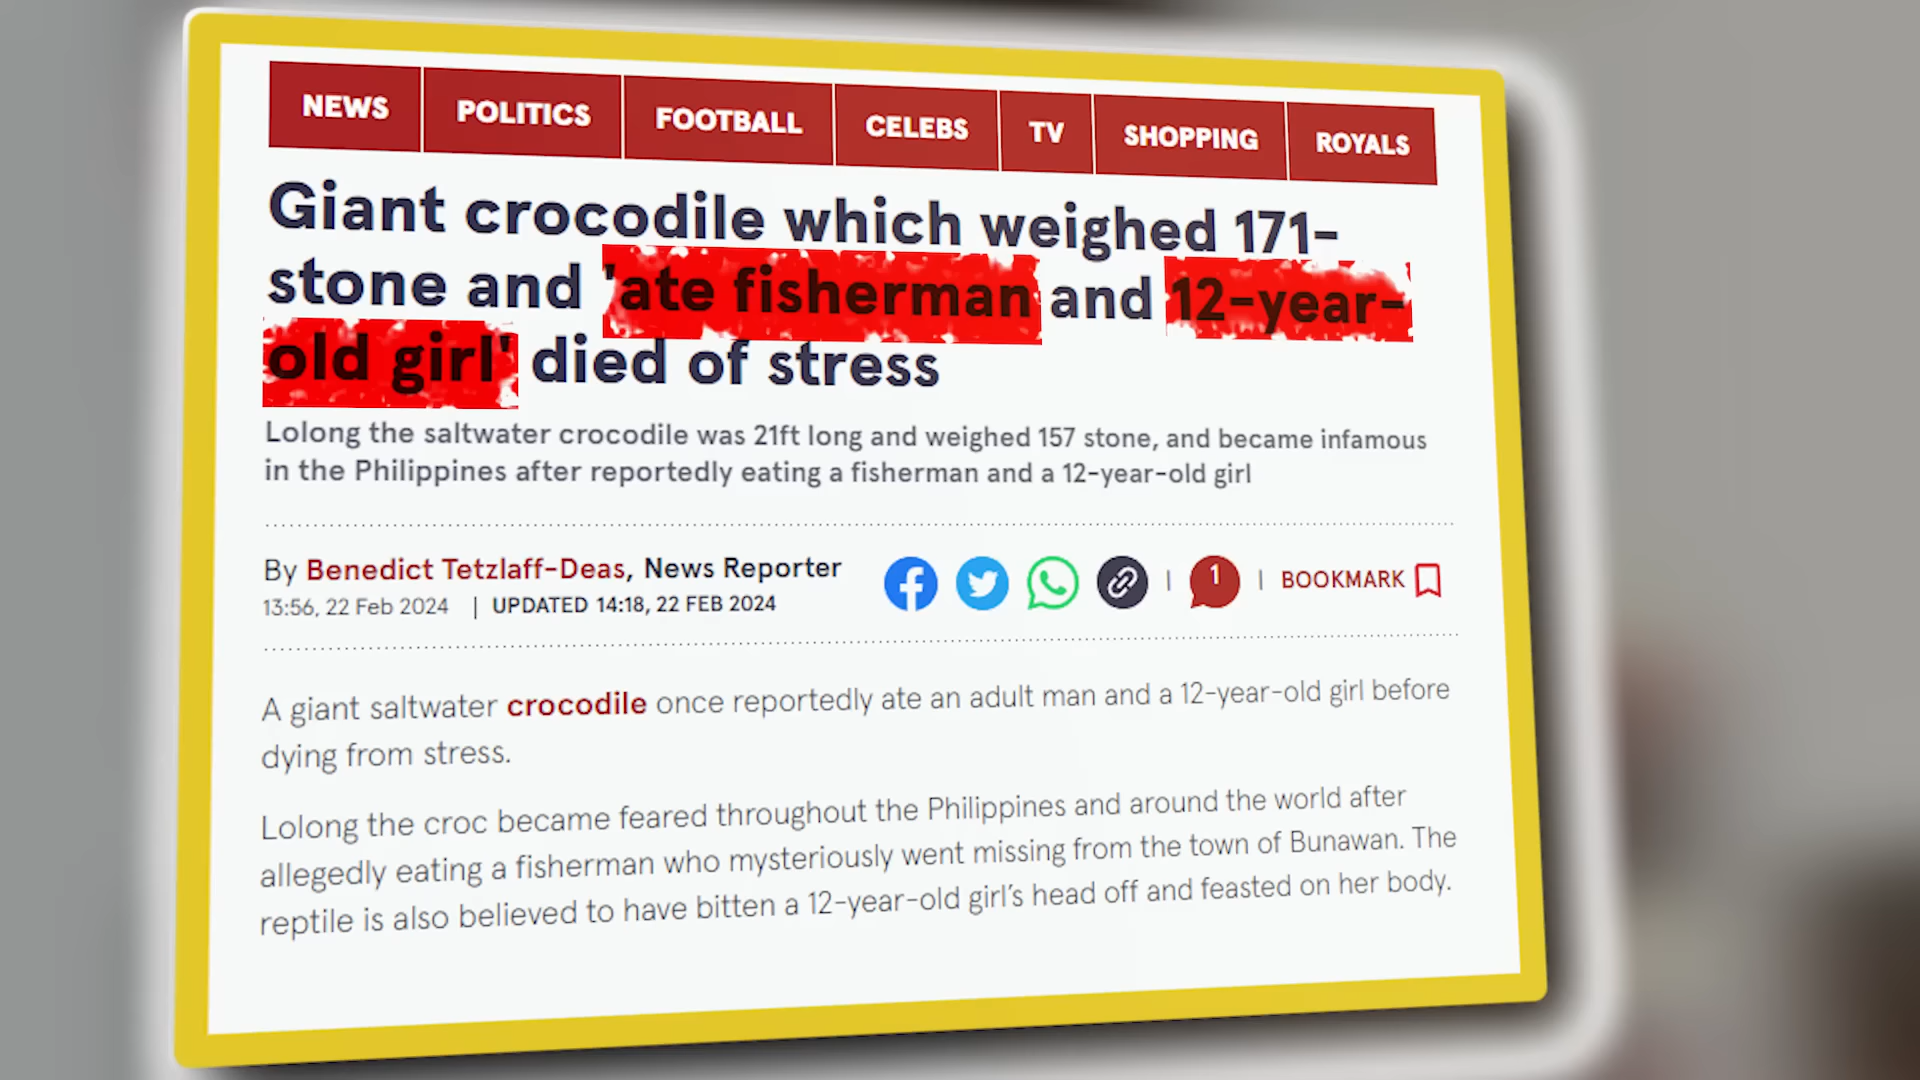 NEWS POLITICS FOOTBALL CELEBS TV SHOPPING ROYALS
Giant crocodile which weighed 171-
stone and 'ate fisherman and 12-year-
old girl' died of stress
Lolong the saltwater crocodile was 21ft long and weighed 157 stone, and became infamous
in the Philippines after reportedly eating a fisherman and a 12-year-old girl
By Benedict Tetzlaff-Deas, News Reporter
13:56, 22 Feb 2024 | UPDATED 14:18, 22 FEB 2024
1 | BOOKMARK
A giant saltwater crocodile once reportedly ate an adult man and a 12-year-old girl before
dying from stress.
Lolong the croc became feared throughout the Philippines and around the world after
allegedly eating a fisherman who mysteriously went missing from the town of Bunawan. The
reptile is also believed to have bitten a 12-year-old girl's head off and feasted on her body.